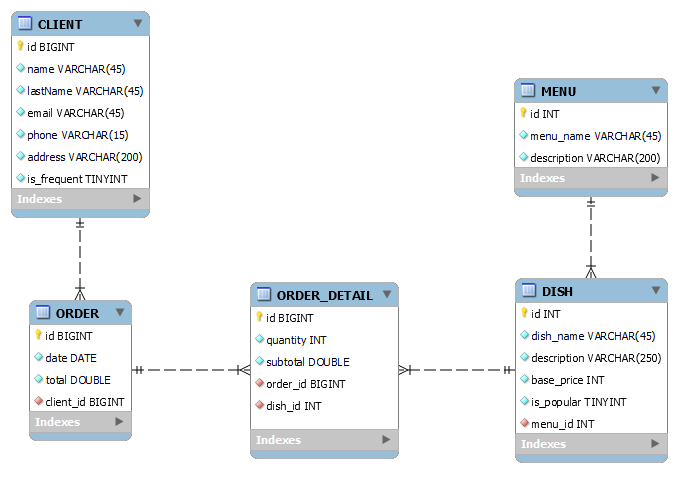 CLIENT
id BIGINT
name VARCHAR(45)
lastName VARCHAR(45)
email VARCHAR(45)
phone VARCHAR(15)
address VARCHAR(200)
is_frequent TINYINT
Indexes
MENU
id INT
menu_name VARCHAR(45)
description VARCHAR(200)
Indexes
ORDER
id BIGINT
date DATE
total DOUBLE
client_id BIGINT
Indexes
ORDER_DETAIL
id BIGINT
quantity INT
subtotal DOUBLE
order_id BIGINT
dish_id INT
Indexes
DISH
id INT
dish_name VARCHAR(45)
description VARCHAR(250)
base_price INT
is_popular TINYINT
menu_id INT
Indexes